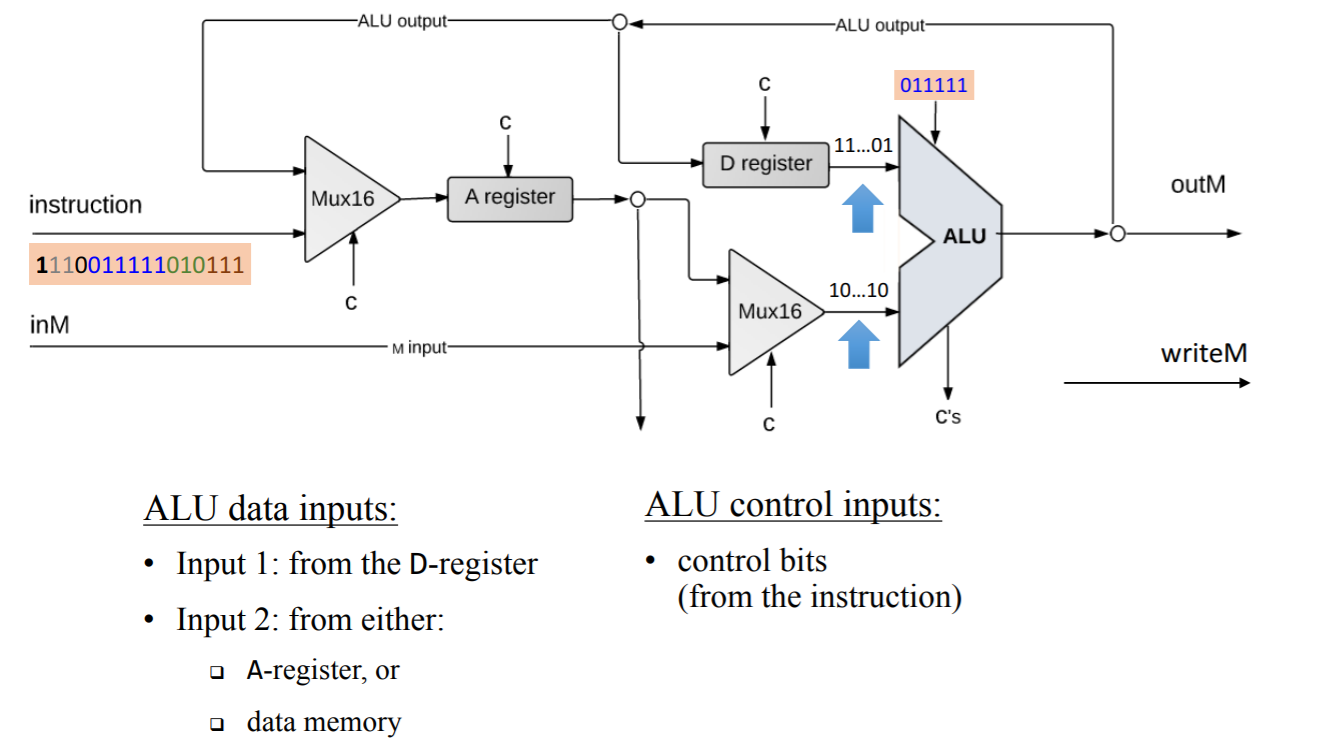 ALU output
ALU output
c
011111
c
11...01
D register
outM
Mux16
A register
instruction
ALU
1110011111010111
10...10
c
Mux16
inM
M input
writeM
c
c's
ALU data inputs:
• Input 1: from the D-register
• Input 2: from either:
❑ A-register, or
❑ data memory
ALU control inputs:
• control bits
(from the instruction)